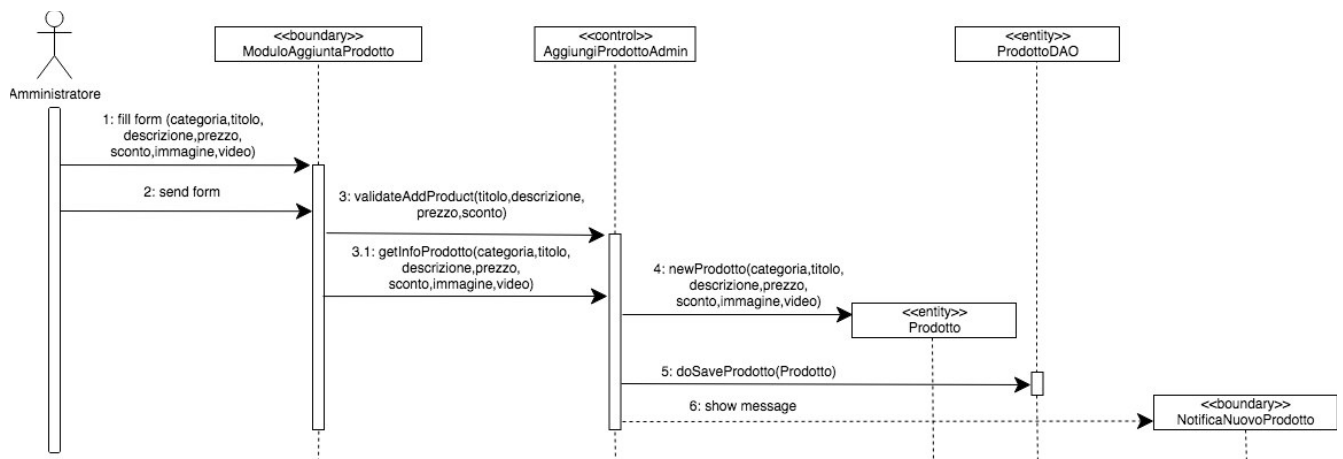 <<boundary>>
ModuloAggiuntaProdotto
<<control>>
AggiungiProdottoAdmin
<<entity>>
ProdottoDAO
Amministratore
1: fill form (categoria,titolo,
descrizione,prezzo,
sconto,immagine,video)
2: send form
3: validateAddProduct(titolo,descrizione,
prezzo,sconto)
3.1: getInfoProdotto(categoria,titolo,
descrizione,prezzo,
sconto,immagine,video)
4: newProdotto(categoria,titolo,
descrizione,prezzo,
sconto,immagine,video)
<<entity>>
Prodotto
5: doSaveProdotto(Prodotto)
6: show message
<<boundary>>
NotificaNuovoProdotto